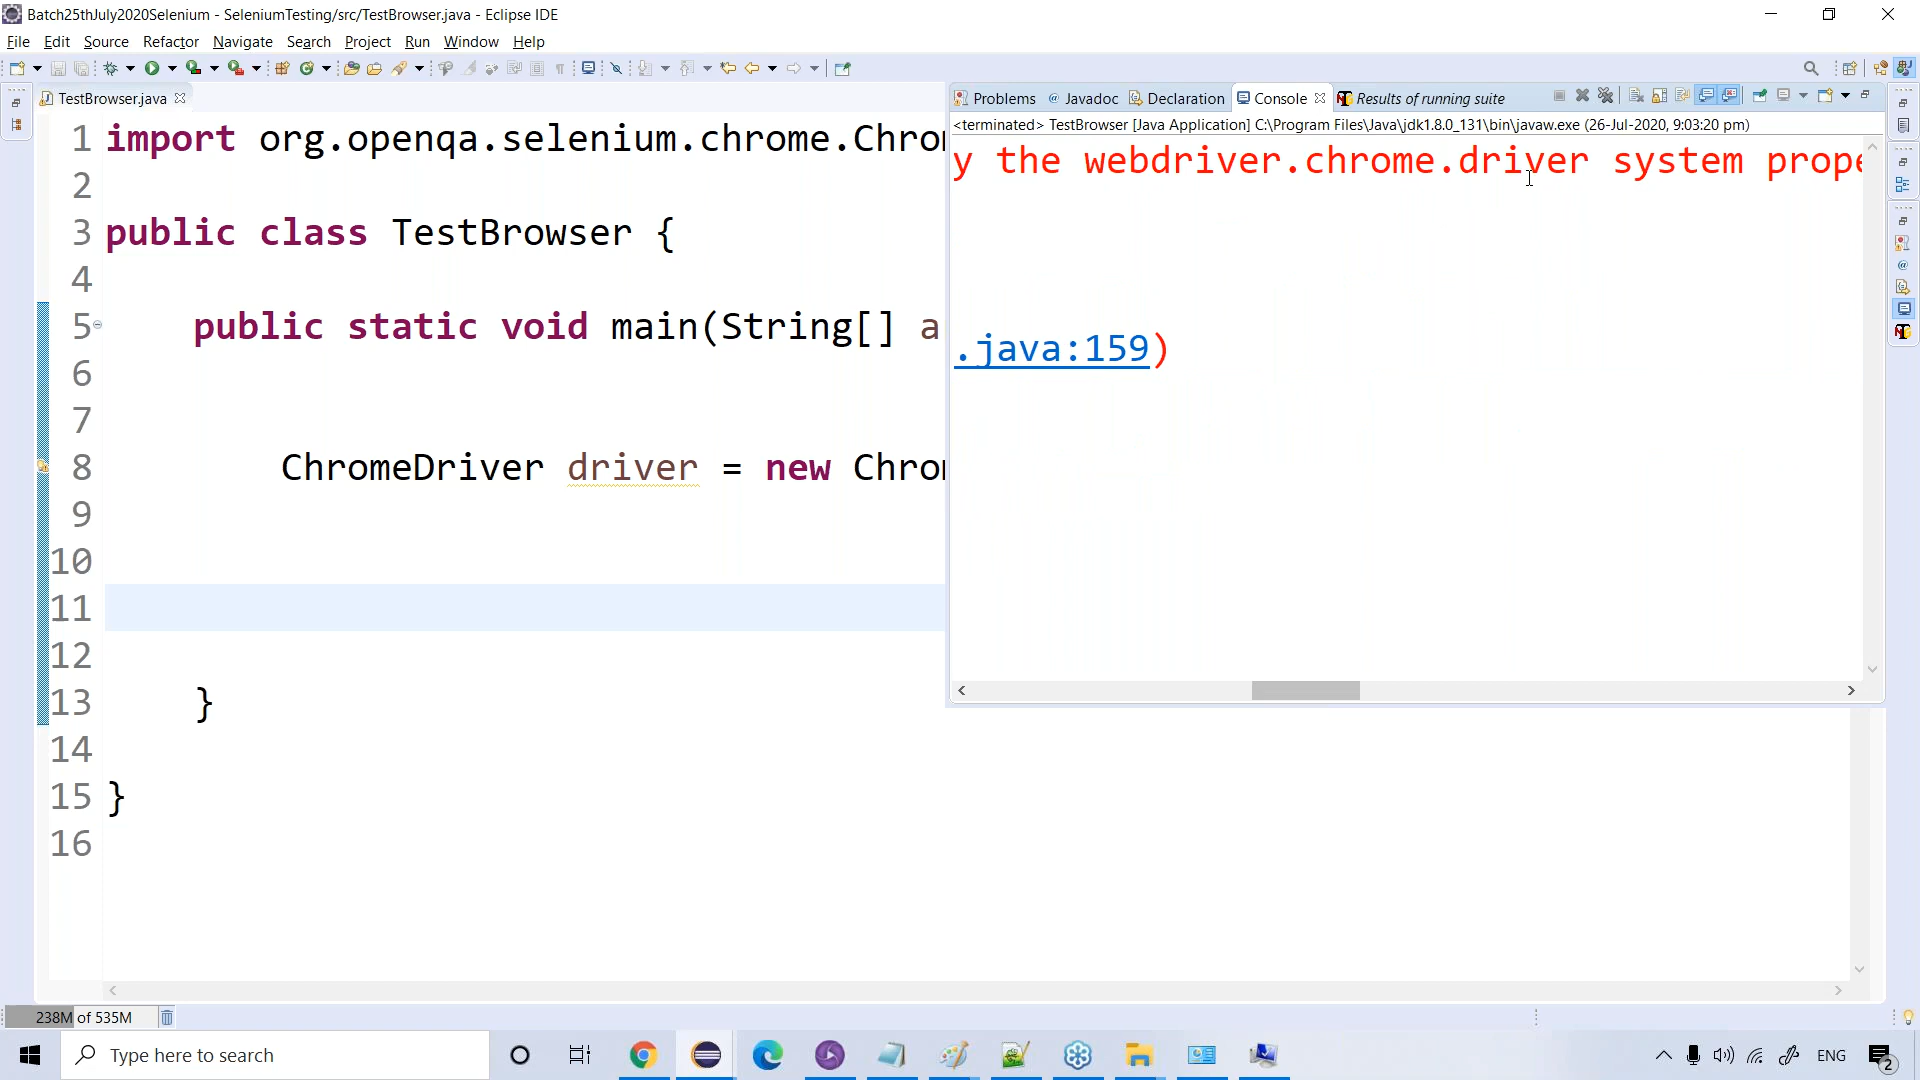 Batch25thJuly2020Selenium - SeleniumTesting/src/TestBrowser.java - Eclipse IDE
File Edit Source Refactor Navigate Search Project Run Window Help
TestBrowser.java
Problems @ Javadoc Declaration Console Results of running suite
<terminated> TestBrowser [Java Application] C:\Program Files\Java\jdk1.8.0_131\bin\javaw.exe (26-Jul-2020, 9:03:20 pm)
y the webdriver.chrome.driver system prope
.java:159)
1 import org.openqa.selenium.chrome.Chro
2
3 public class TestBrowser {
4
5 public static void main(String[] a
6
7
8 ChromeDriver driver = new Chro
9
10
11
12
13 }
14
15 }
16
238M of 535M
Type here to search
ENG
2